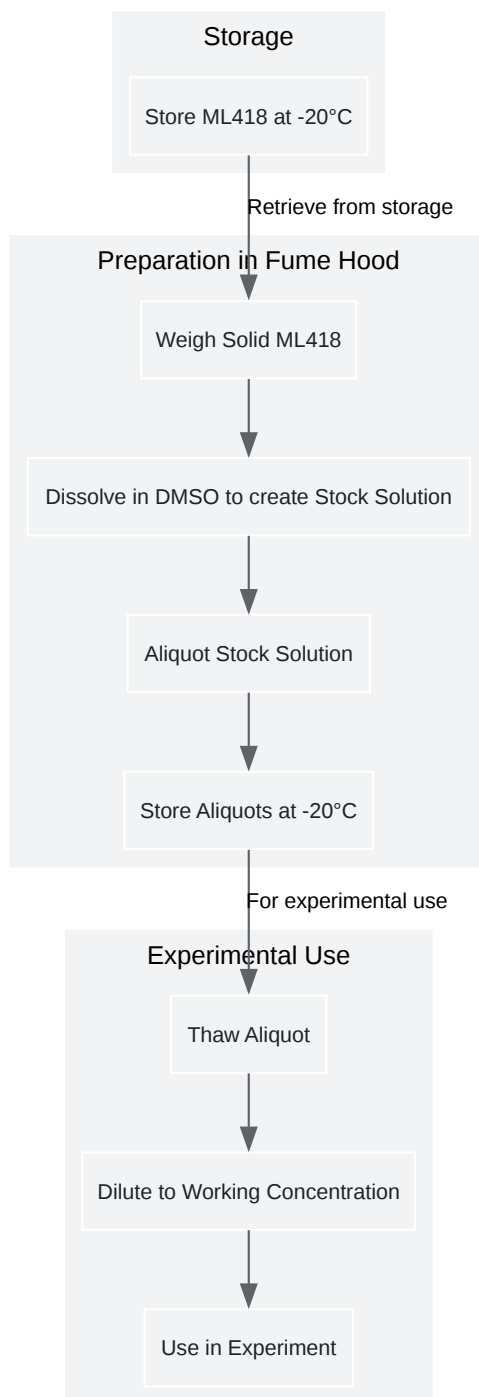 Storage
Store ML418 at -20°C
Retrieve from storage
Preparation in Fume Hood
Weigh Solid ML418
Dissolve in DMSO to create Stock Solution
Aliquot Stock Solution
Store Aliquots at -20°C
For experimental use
Experimental Use
Thaw Aliquot
Dilute to Working Concentration
Use in Experiment